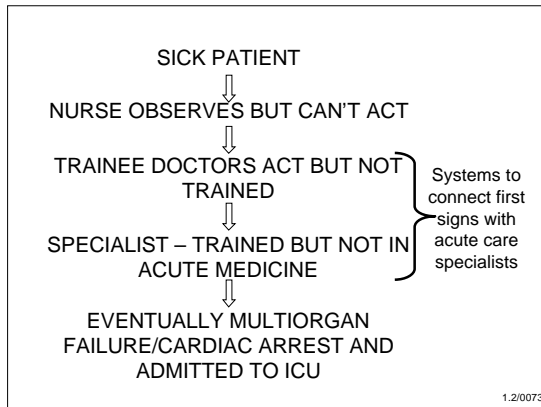 SICK PATIENT
NURSE OBSERVES BUT CAN'T ACT
TRAINEE DOCTORS ACT BUT NOT
TRAINED
SPECIALIST – TRAINED BUT NOT IN
ACUTE MEDICINE
EVENTUALLY MULTIORGAN
FAILURE/CARDIAC ARREST AND
ADMITTED TO ICU
Systems to
connect first
signs with
acute care
specialists
1.2/0073